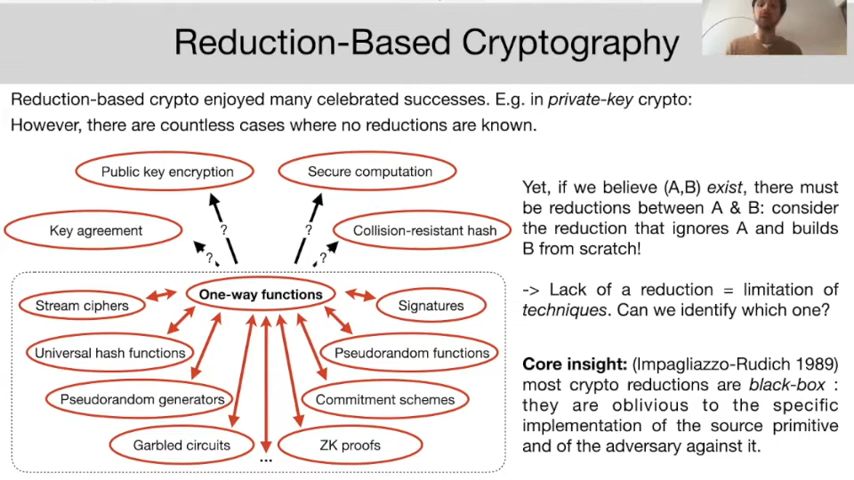 Reduction-Based Cryptography
Reduction-based crypto enjoyed many celebrated successes. E.g. in private-key crypto:
However, there are countless cases where no reductions are known.
Public key encryption
Secure computation
Key agreement
?
?
Collision-resistant hash
?
?
One-way functions
Stream ciphers
Signatures
Universal hash functions
Pseudorandom functions
Pseudorandom generators
Commitment schemes
Garbled circuits
ZK proofs
...
Yet, if we believe (A,B) exist, there must
be reductions between A & B: consider
the reduction that ignores A and builds
B from scratch!
-> Lack of a reduction = limitation of
techniques. Can we identify which one?
Core insight: (Impagliazzo-Rudich 1989)
most crypto reductions are black-box :
they are oblivious to the specific
implementation of the source primitive
and of the adversary against it.